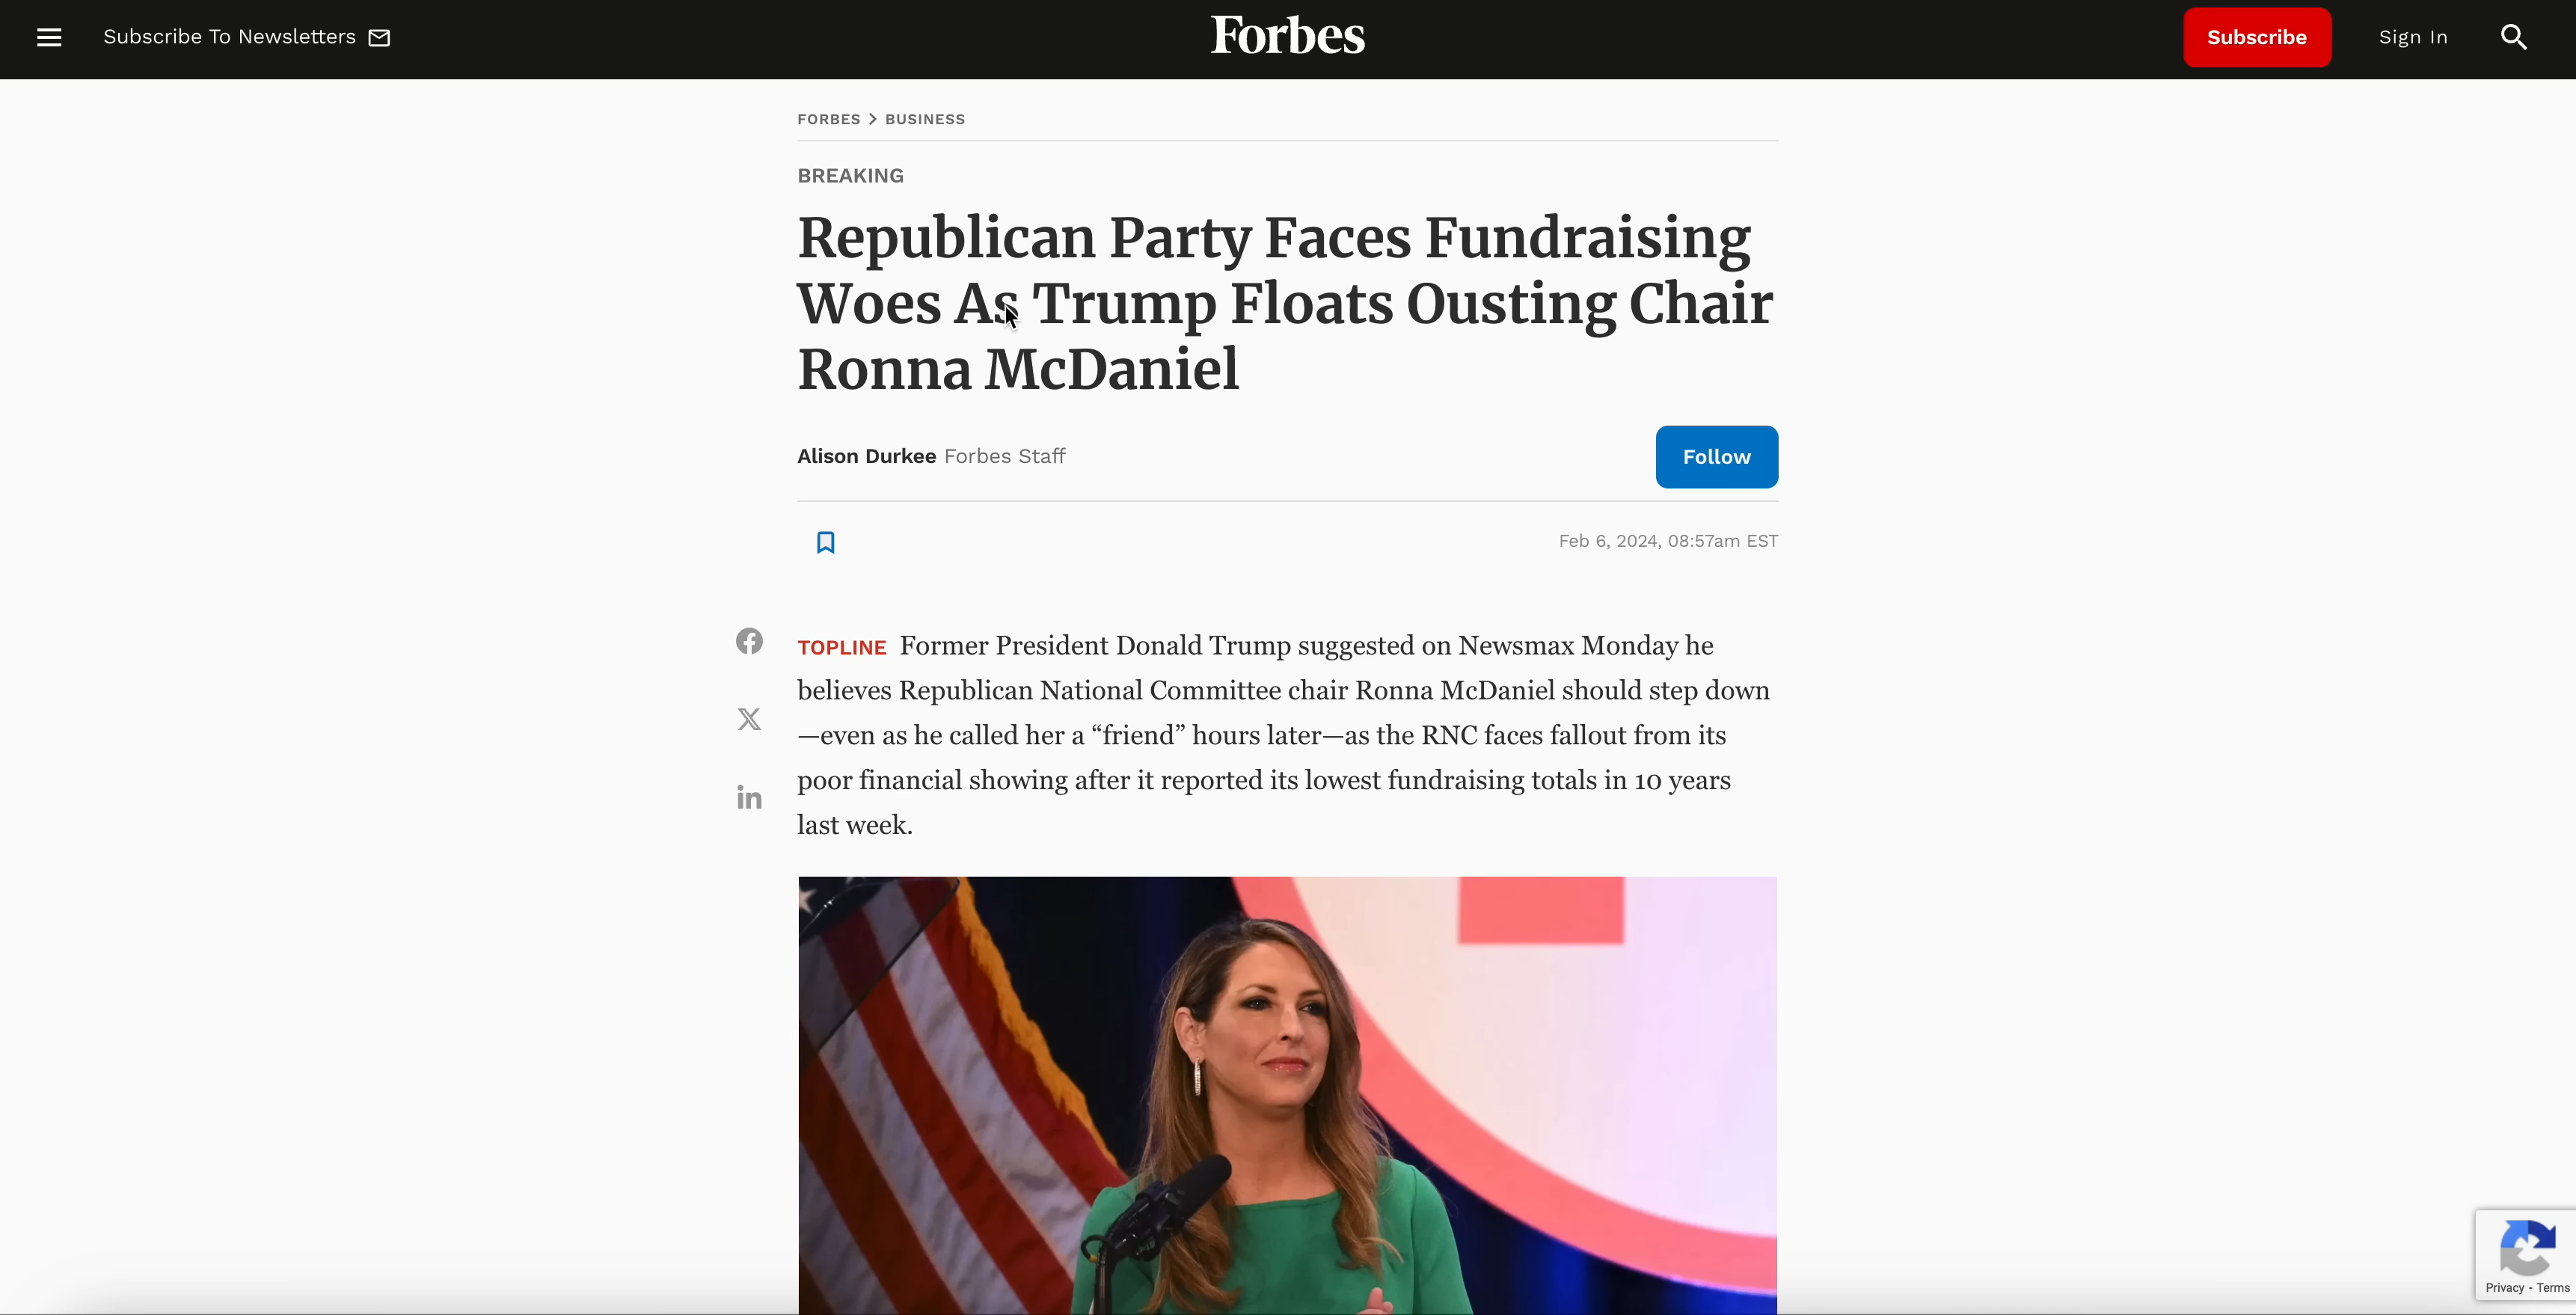 Subscribe To Newsletters
Forbes
Subscribe
Sign In
FORBES > BUSINESS
BREAKING
Republican Party Faces Fundraising
Woes As Trump Floats Ousting Chair
Ronna McDaniel
Alison Durkee Forbes Staff
Follow
Feb 6, 2024, 08:57am EST
TOPLINE Former President Donald Trump suggested on Newsmax Monday he
believes Republican National Committee chair Ronna McDaniel should step down
—even as he called her a “friend” hours later—as the RNC faces fallout from its
poor financial showing after it reported its lowest fundraising totals in 10 years
last week.
Privacy - Terms